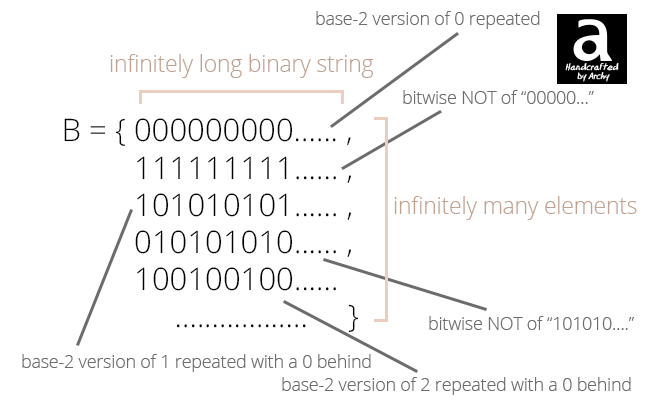 base-2 version of 0 repeated
a
Handcrafted
by Archy
infinitely long binary string
bitwise NOT of “00000...”
B = { 000000000...... ,
111111111...... ,
101010101...... ,
infinitely many elements
010101010...... ,
100100100......
.................. }
bitwise NOT of “101010....”
base-2 version of 1 repeated with a 0 behind
base-2 version of 2 repeated with a 0 behind